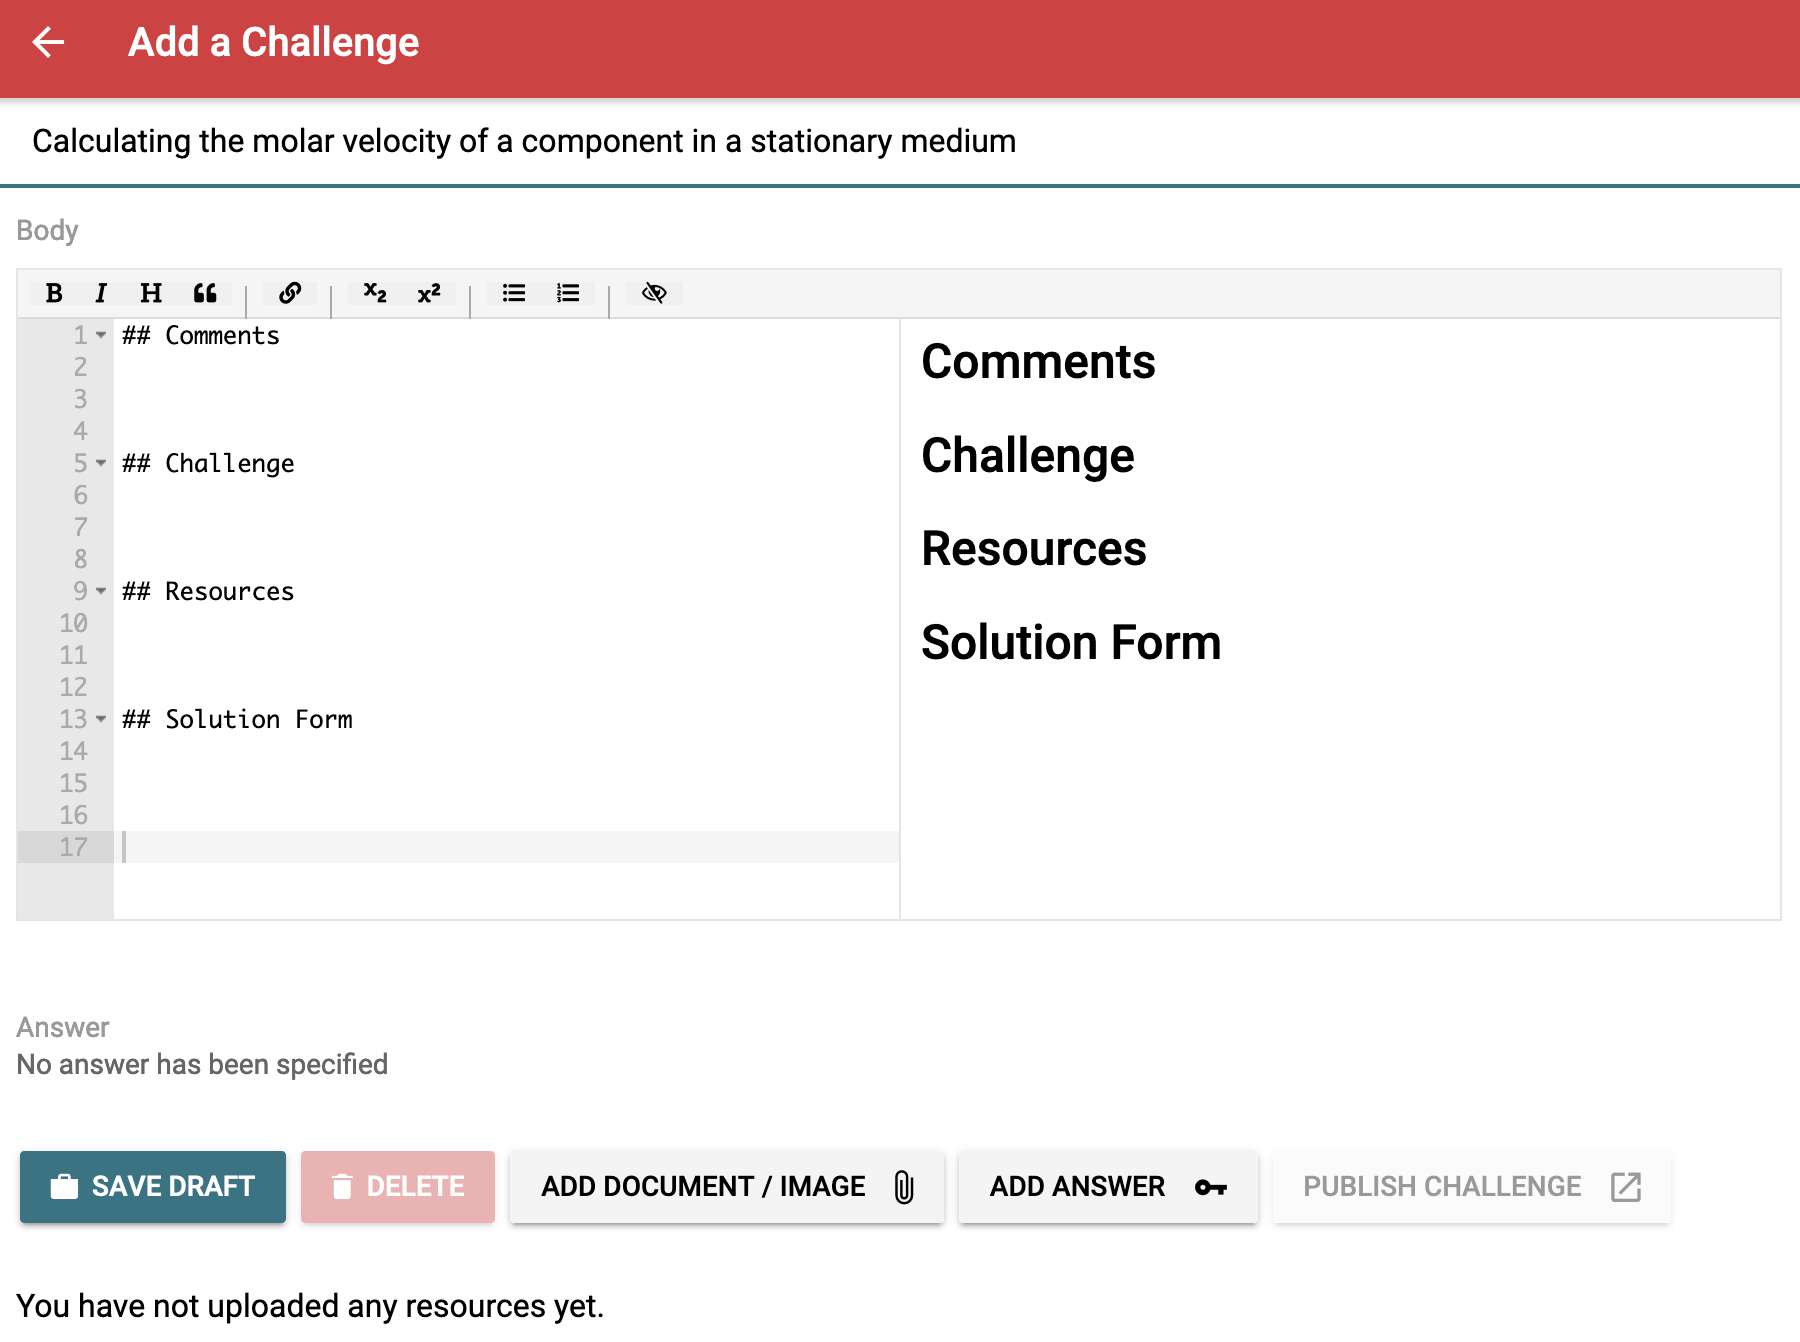 Add a Challenge
Calculating the molar velocity of a component in a stationary medium
Body
B I H “ x₂ x²
1 ## Comments
2
3
4
5 ## Challenge
6
7
8
9 ## Resources
10
11
12
13 ## Solution Form
14
15
16
17
Comments
Challenge
Resources
Solution Form
Answer
No answer has been specified
SAVE DRAFT DELETE ADD DOCUMENT / IMAGE ADD ANSWER PUBLISH CHALLENGE
You have not uploaded any resources yet.